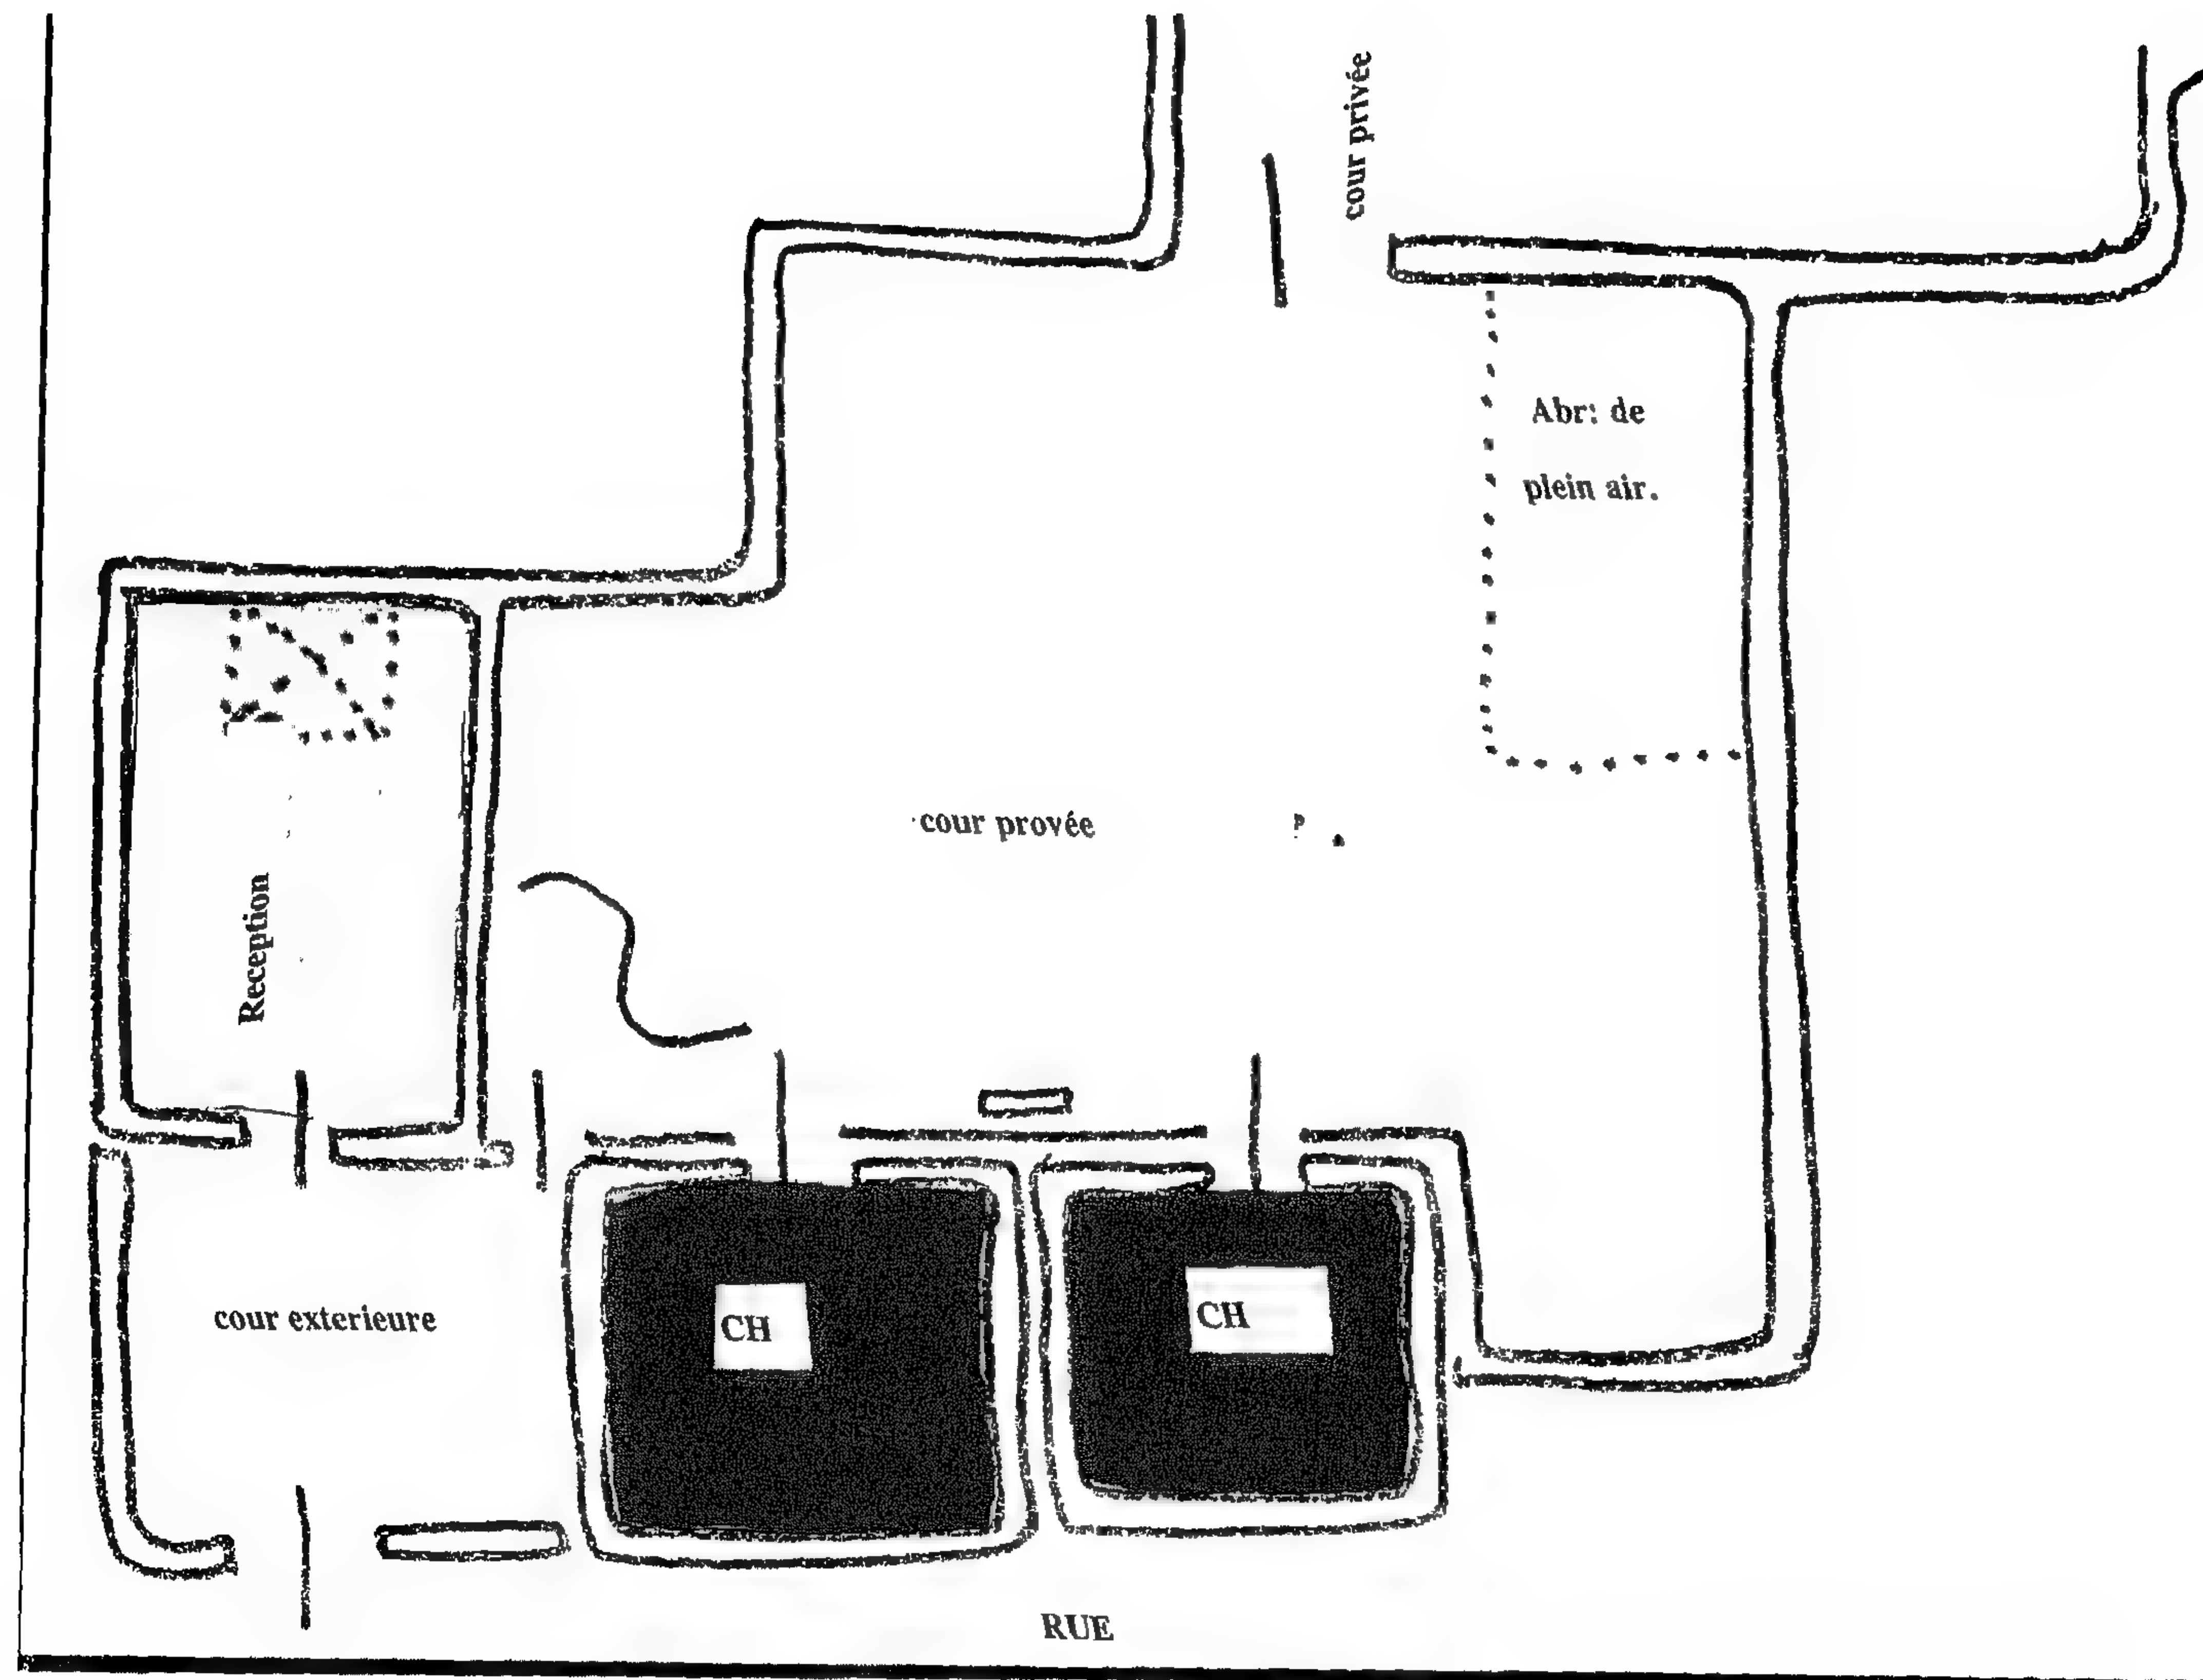 cour privée
Abr: de
plein air.
cour provée
P .
Reception
CH
CH
cour exterieure
RUE